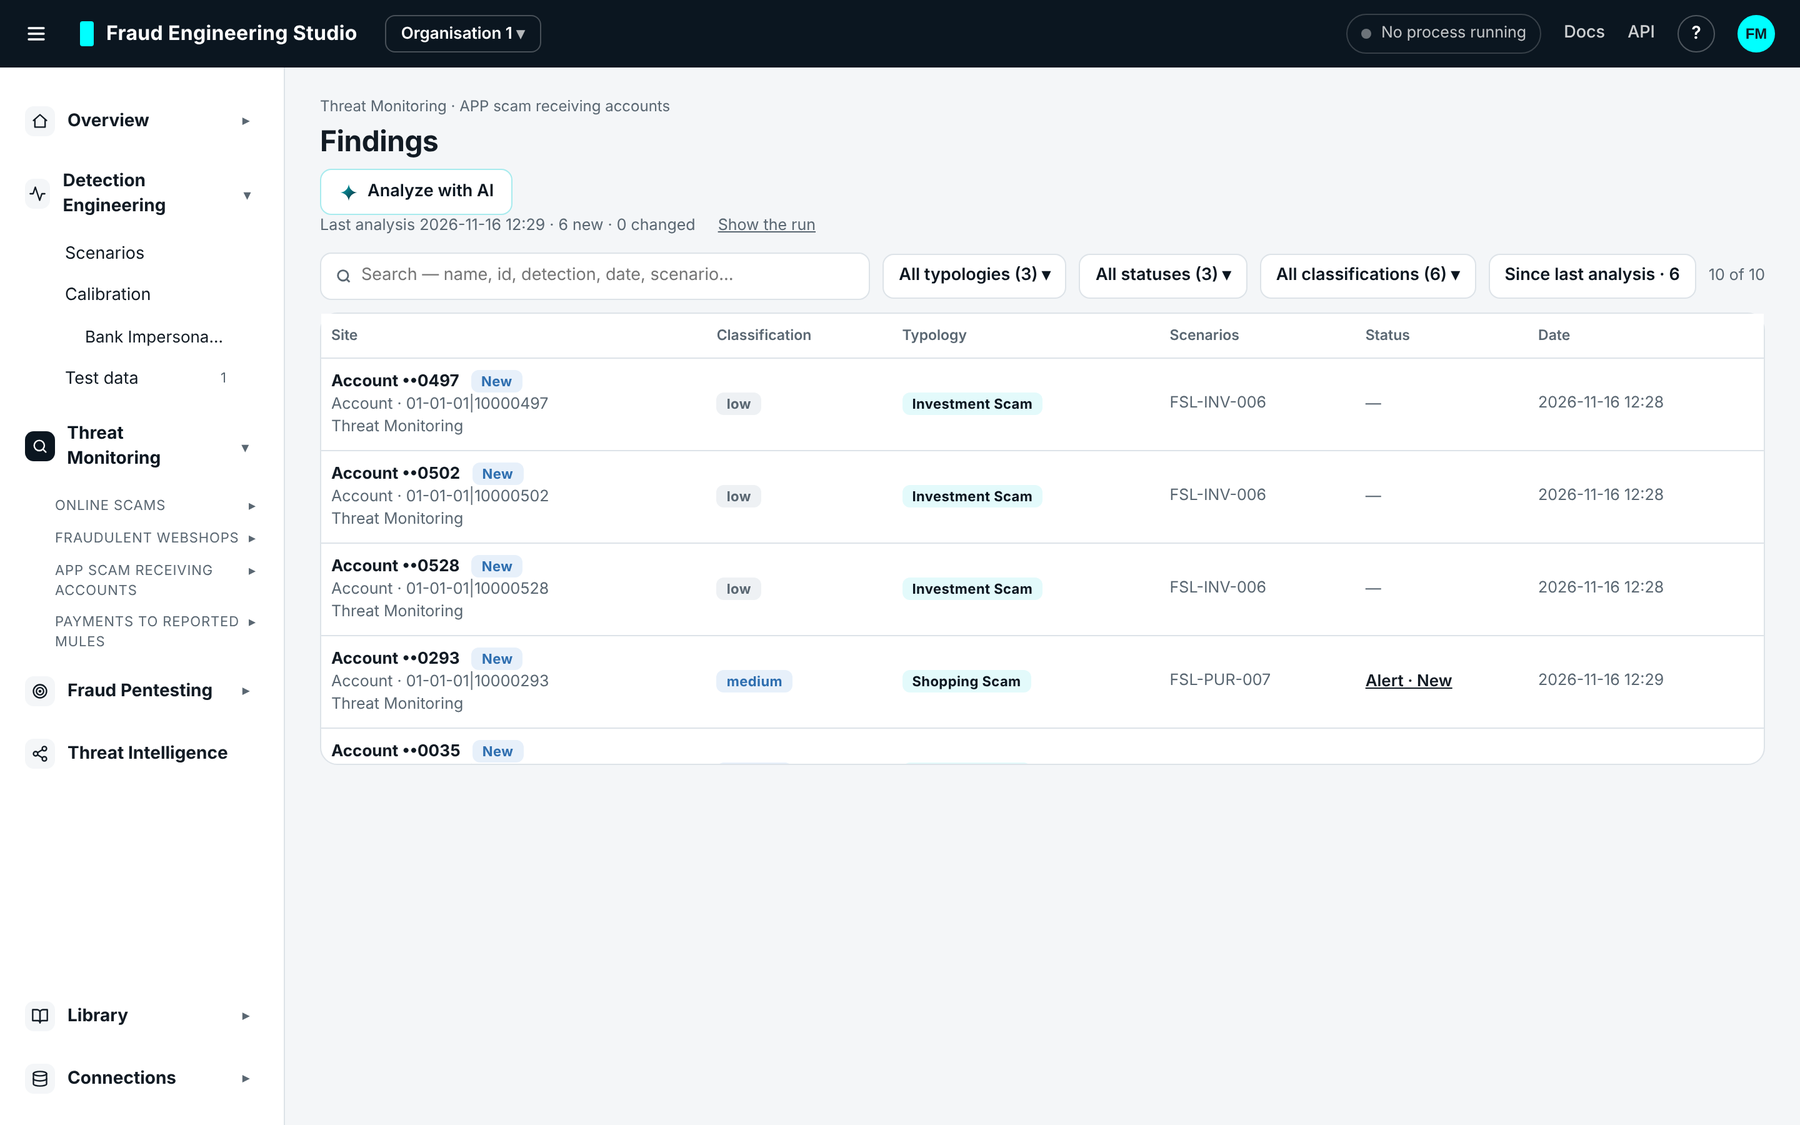 Fraud Engineering Studio
Organisation 1 ▾
No process running
Docs
API
?
FM
Overview
Detection
Engineering
Scenarios
Calibration
Bank Impersona...
Test data 1
Threat
Monitoring
ONLINE SCAMS
FRAUDULENT WEBSHOPS
APP SCAM RECEIVING
ACCOUNTS
PAYMENTS TO REPORTED
MULES
Fraud Pentesting
Threat Intelligence
Library
Connections
Threat Monitoring · APP scam receiving accounts
Findings
Analyze with AI
Last analysis 2026-11-16 12:29 · 6 new · 0 changed Show the run
Search — name, id, detection, date, scenario...
All typologies (3) ▾
All statuses (3) ▾
All classifications (6) ▾
Since last analysis · 6
10 of 10
Site Classification Typology Scenarios Status Date
Account ••0497 New
Account · 01-01-01|10000497 low Investment Scam FSL-INV-006 — 2026-11-16 12:28
Threat Monitoring
Account ••0502 New
Account · 01-01-01|10000502 low Investment Scam FSL-INV-006 — 2026-11-16 12:28
Threat Monitoring
Account ••0528 New
Account · 01-01-01|10000528 low Investment Scam FSL-INV-006 — 2026-11-16 12:28
Threat Monitoring
Account ••0293 New
Account · 01-01-01|10000293 medium Shopping Scam FSL-PUR-007 Alert · New 2026-11-16 12:29
Threat Monitoring
Account ••0035 New